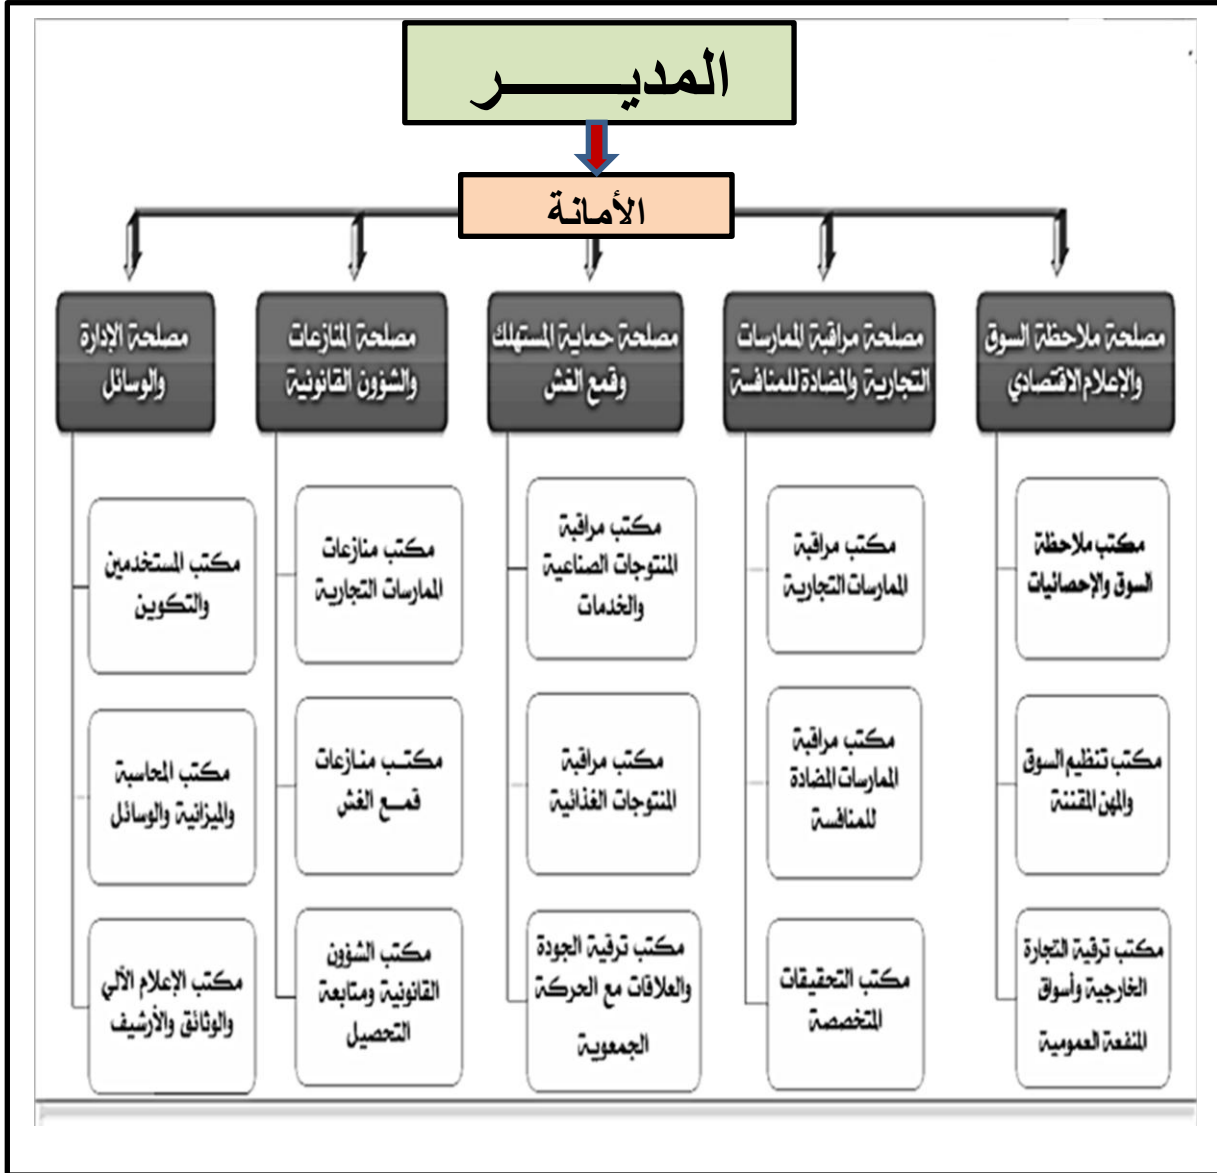 المديـــــــر
الأمانة
مصلحة ملاحظة السوق
والإعلام الاقتصادي
مصلحة مراقبة الممارسات
التجارية والمضادة للمنافسة
مصلحة حماية المستهلك
وقمع الغش
مصلحة المنازعات
والشؤون القانونية
مصلحة الإدارة
والوسائل
مكتب ملاحظة
السوق والإحصائيات
مكتب تنظيم السوق
والمهن المقننة
مكتب ترقية التجارة
الخارجية وأسواق
المنفعة العمومية
مكتب مراقبة
الممارسات التجارية
مكتب مراقبة
الممارسات المضادة
للمنافسة
مكتب التحقيقات
المتخصصة
مكتب مراقبة
المنتوجات الصناعية
والخدمات
مكتب مراقبة
المنتوجات الغذائية
مكتب ترقية الجودة
والعلاقات مع الحركة
الجمعوية
مكتب منازعات
الممارسات التجارية
مكتب منازعات
قمع الغش
مكتب الشؤون
القانونية ومتابعة
التحصيل
مكتب المستخدمين
والتكوين
مكتب المحاسبة
والميزانية والوسائل
مكتب الإعلام الألي
والوثائق والأرشيف